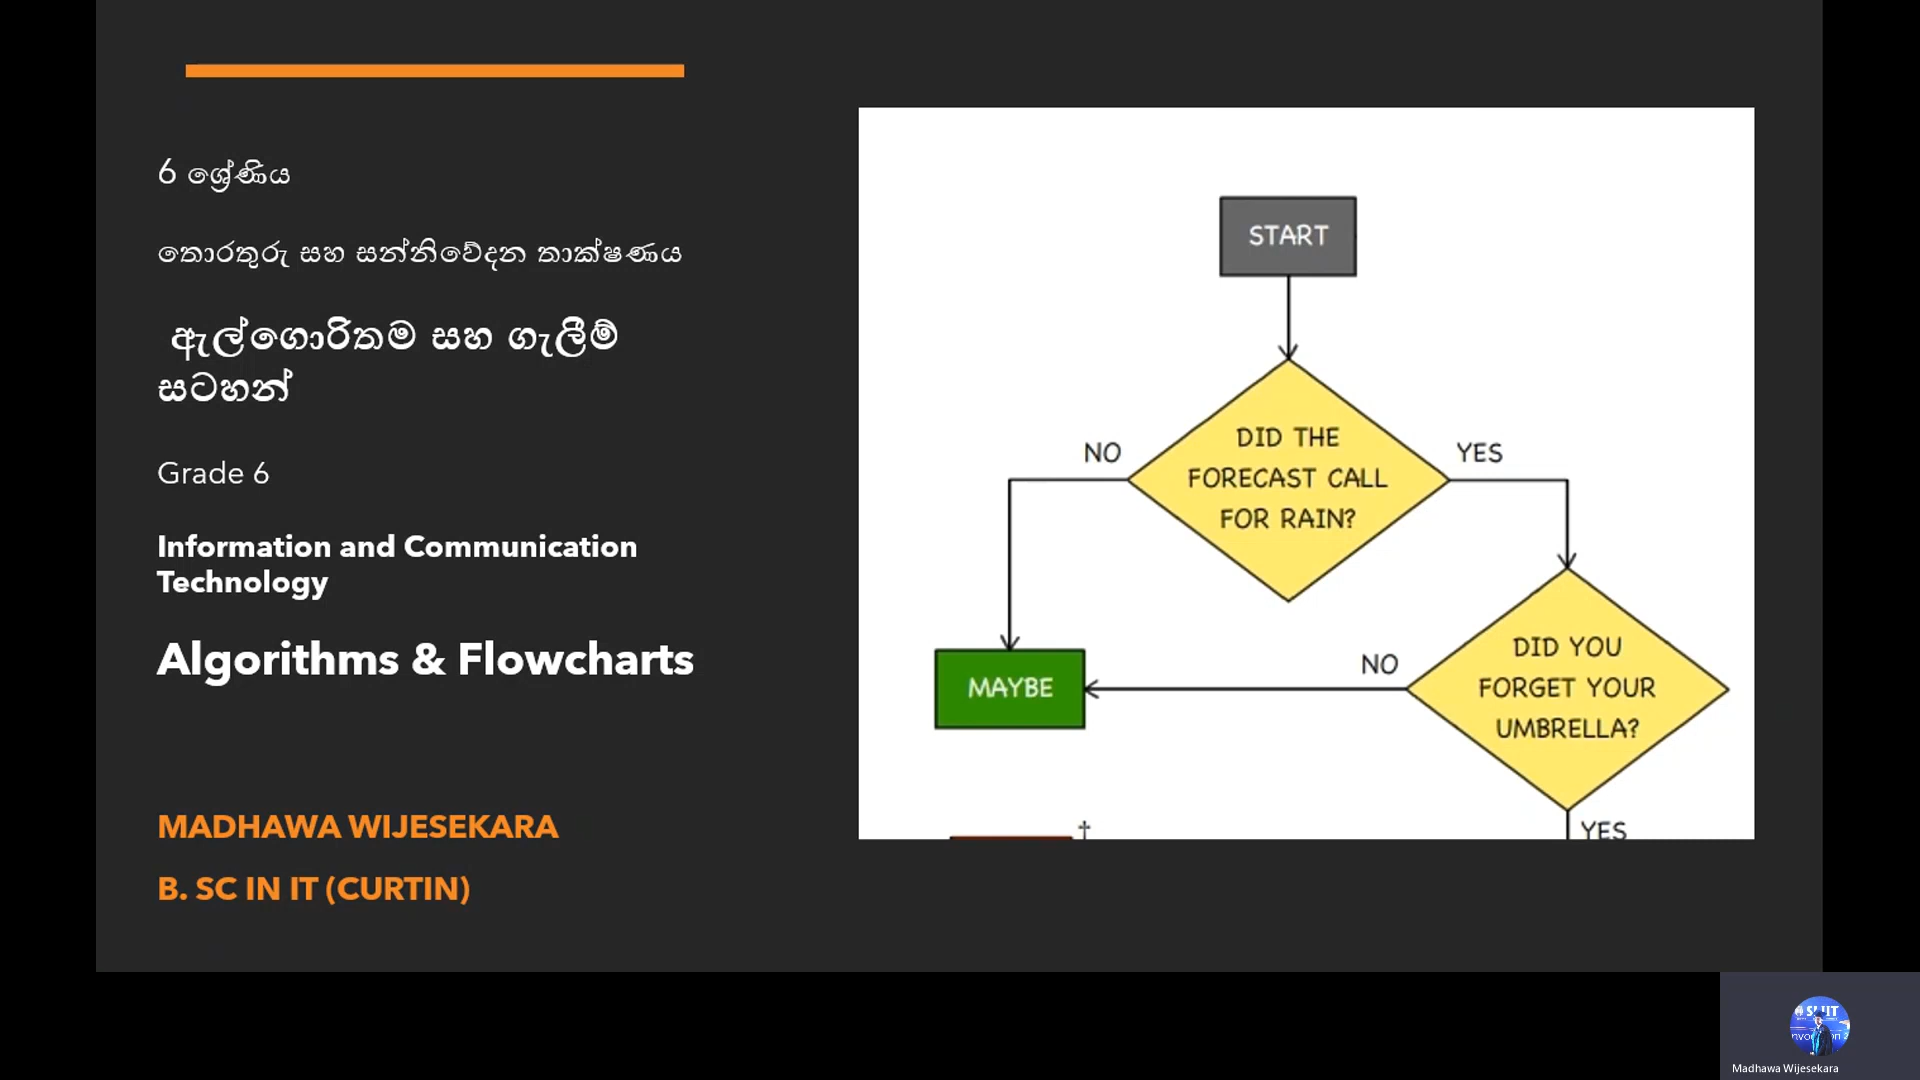 6 ශ්‍රේණිය
තොරතුරු සහ සන්නිවේදන තාක්ෂණය
ඇල්ගොරිතම සහ ගැලීම්
සටහන්
Grade 6
Information and Communication
Technology
Algorithms & Flowcharts
MADHAWA WIJESEKARA
B. SC IN IT (CURTIN)
START
DID THE
FORECAST CALL
FOR RAIN?
NO
YES
DID YOU
FORGET YOUR
UMBRELLA?
NO
MAYBE
†
YES
Madhawa Wijesekara